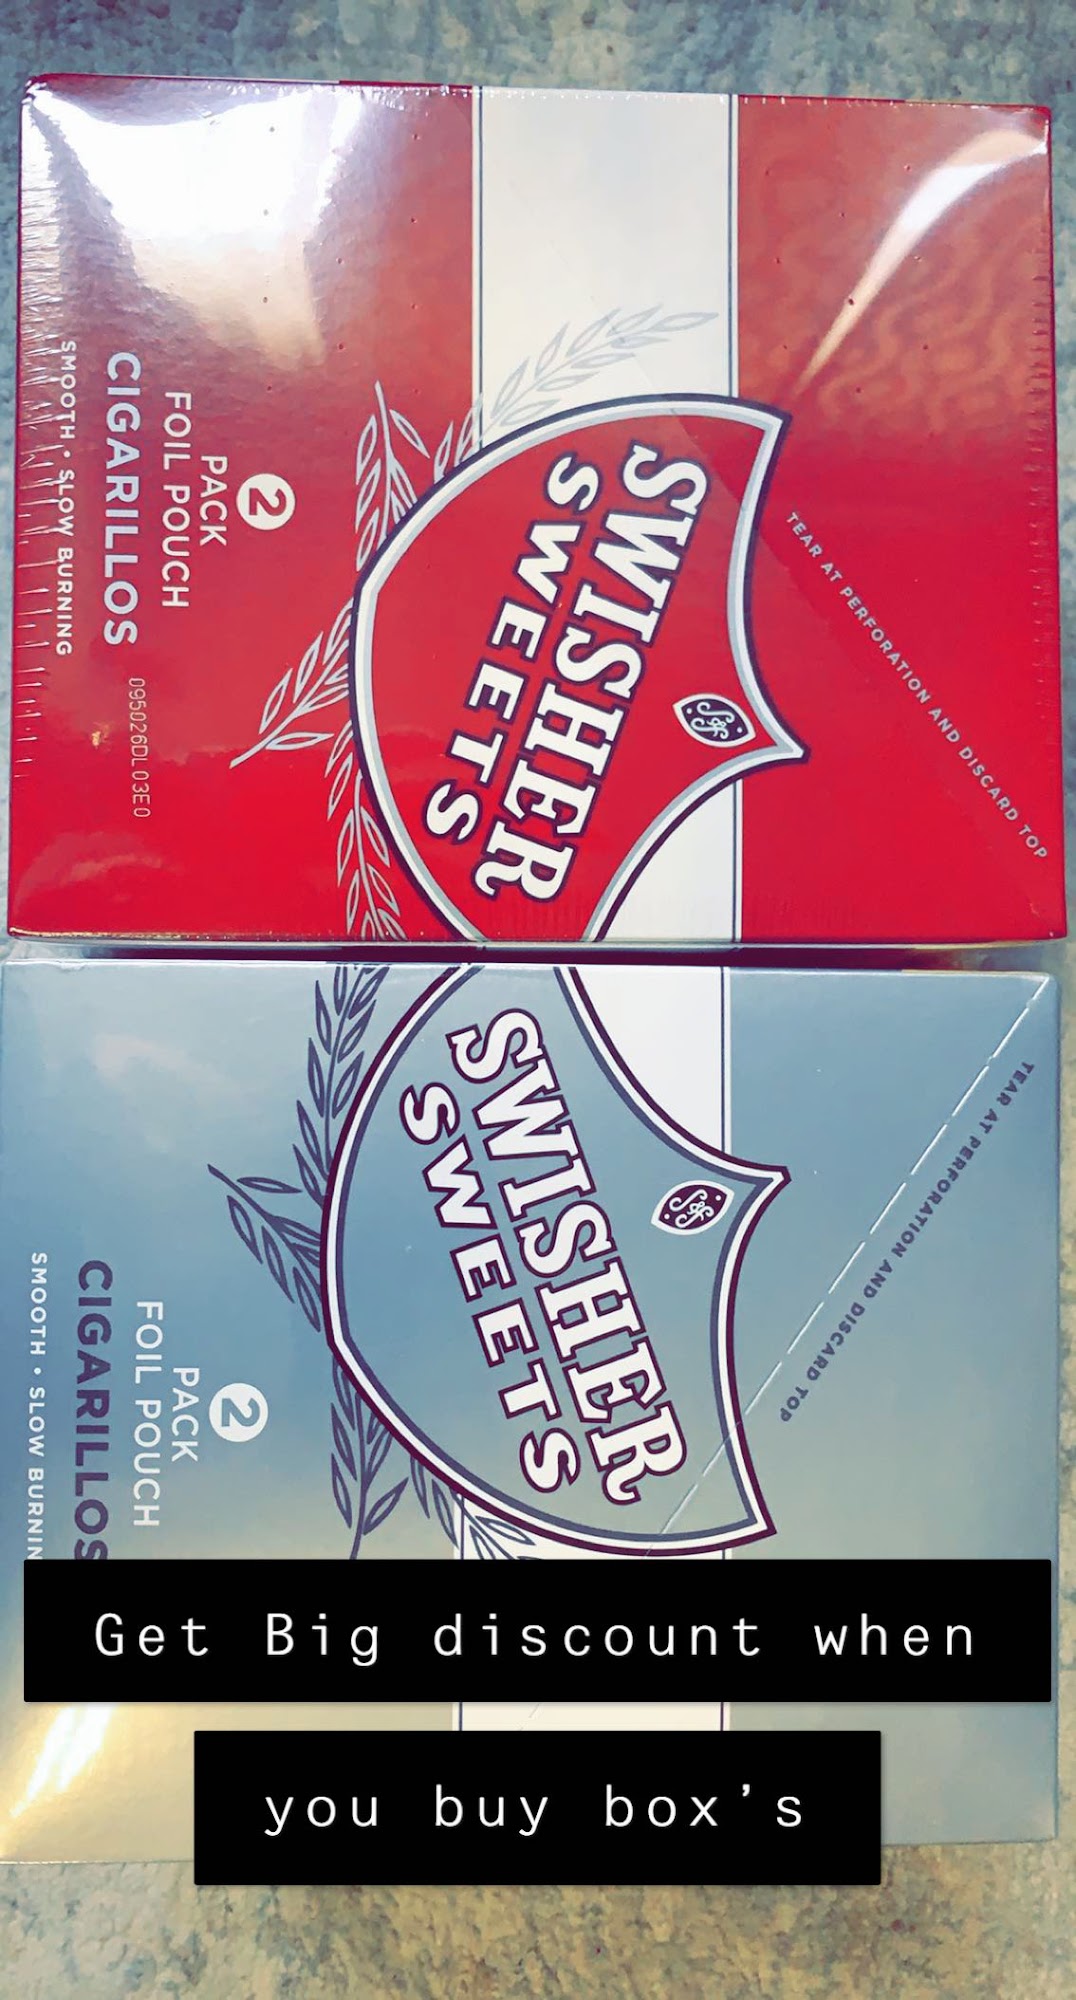 SWISHER
SWEETS
TEAR AT PERFORATION AND DISCARD TOP
2
PACK
FOIL POUCH
CIGARILLOS
SMOOTH • SLOW BURNING
095026DL03E0
SWISHER
SWEETS
TEAR AT PERFORATION AND DISCARD TOP
2
PACK
FOIL POUCH
CIGARILLOS
SMOOTH • SLOW BURNIN
Get Big discount when
you buy box's